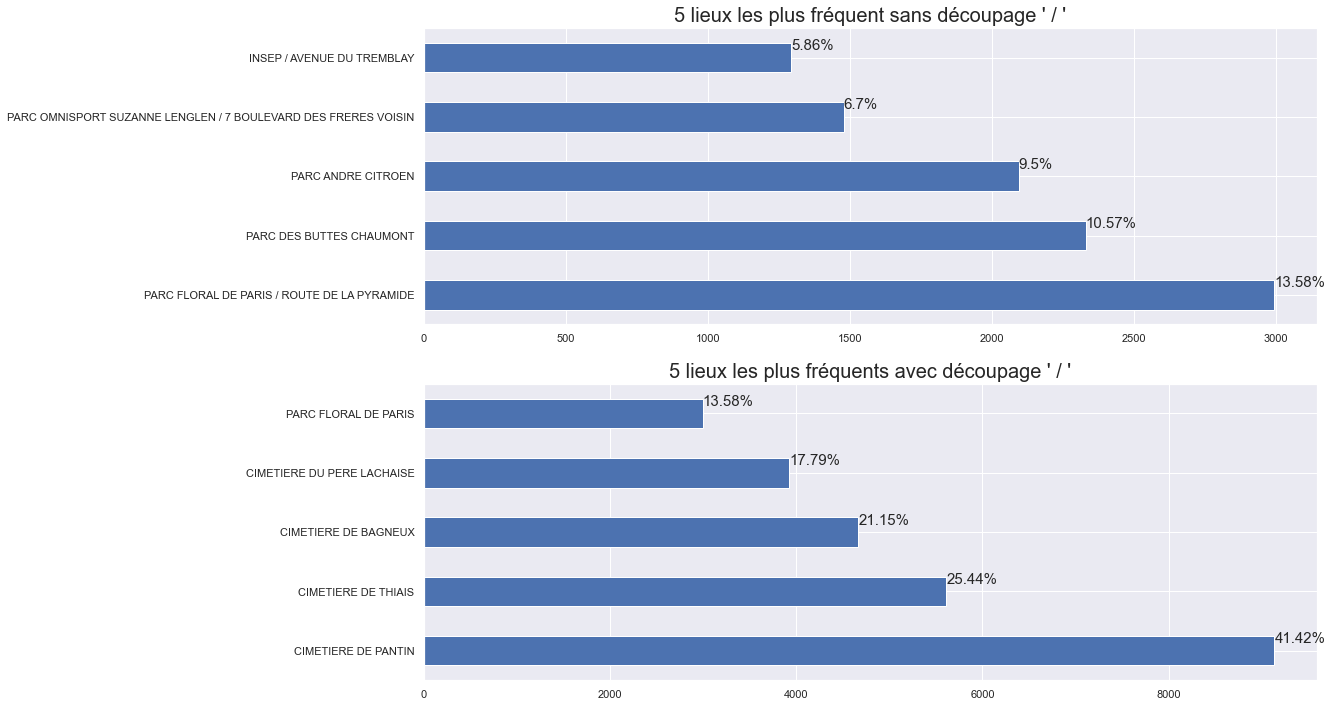 5 lieux les plus fréquent sans découpage ' / '
INSEP / AVENUE DU TREMBLAY
5.86%
PARC OMNISPORT SUZANNE LENGLEN / 7 BOULEVARD DES FRERES VOISIN
6.7%
PARC ANDRE CITROEN
9.5%
PARC DES BUTTES CHAUMONT
10.57%
PARC FLORAL DE PARIS / ROUTE DE LA PYRAMIDE
13.58%
0 500 1000 1500 2000 2500 3000
5 lieux les plus fréquents avec découpage ' / '
PARC FLORAL DE PARIS
13.58%
CIMETIERE DU PERE LACHAISE
17.79%
CIMETIERE DE BAGNEUX
21.15%
CIMETIERE DE THIAIS
25.44%
CIMETIERE DE PANTIN
41.42%
0 2000 4000 6000 8000